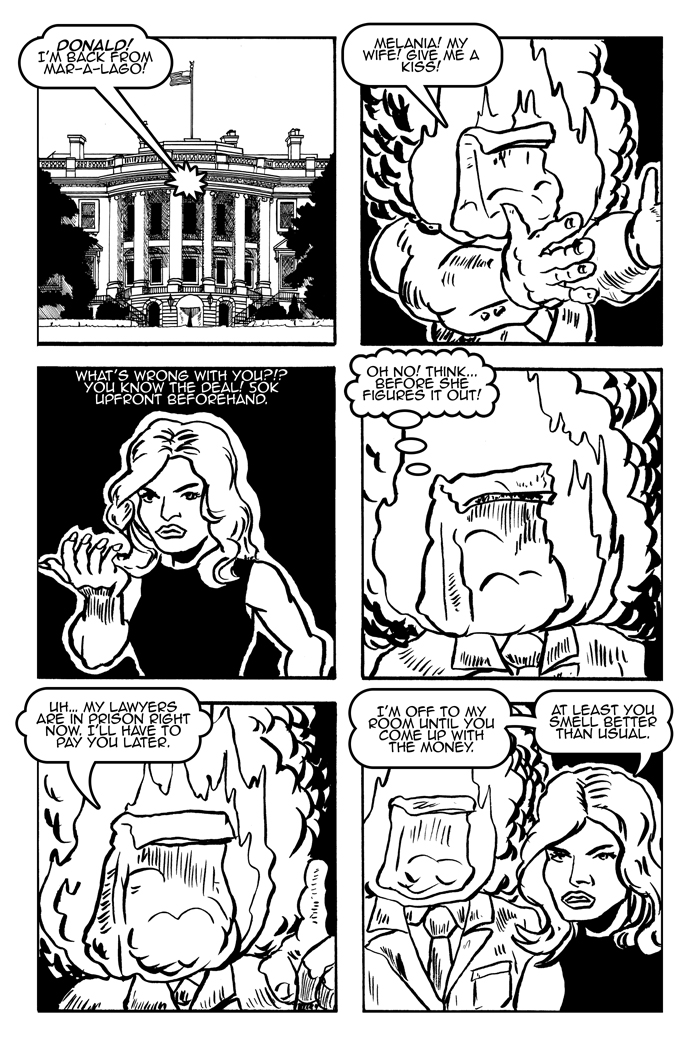 DONALD!
I'M BACK FROM
MAR-A-LAGO!
MELANIA! MY
WIFE! GIVE ME A
KISS!
WHAT'S WRONG WITH YOU?!?
YOU KNOW THE DEAL! 50K
UPFRONT BEFOREHAND.
OH NO! THINK...
BEFORE SHE
FIGURES IT OUT!
UH... MY LAWYERS
ARE IN PRISON RIGHT
NOW. I'LL HAVE TO
PAY YOU LATER.
I'M OFF TO MY
ROOM UNTIL YOU
COME UP WITH
THE MONEY.
AT LEAST YOU
SMELL BETTER
THAN USUAL.